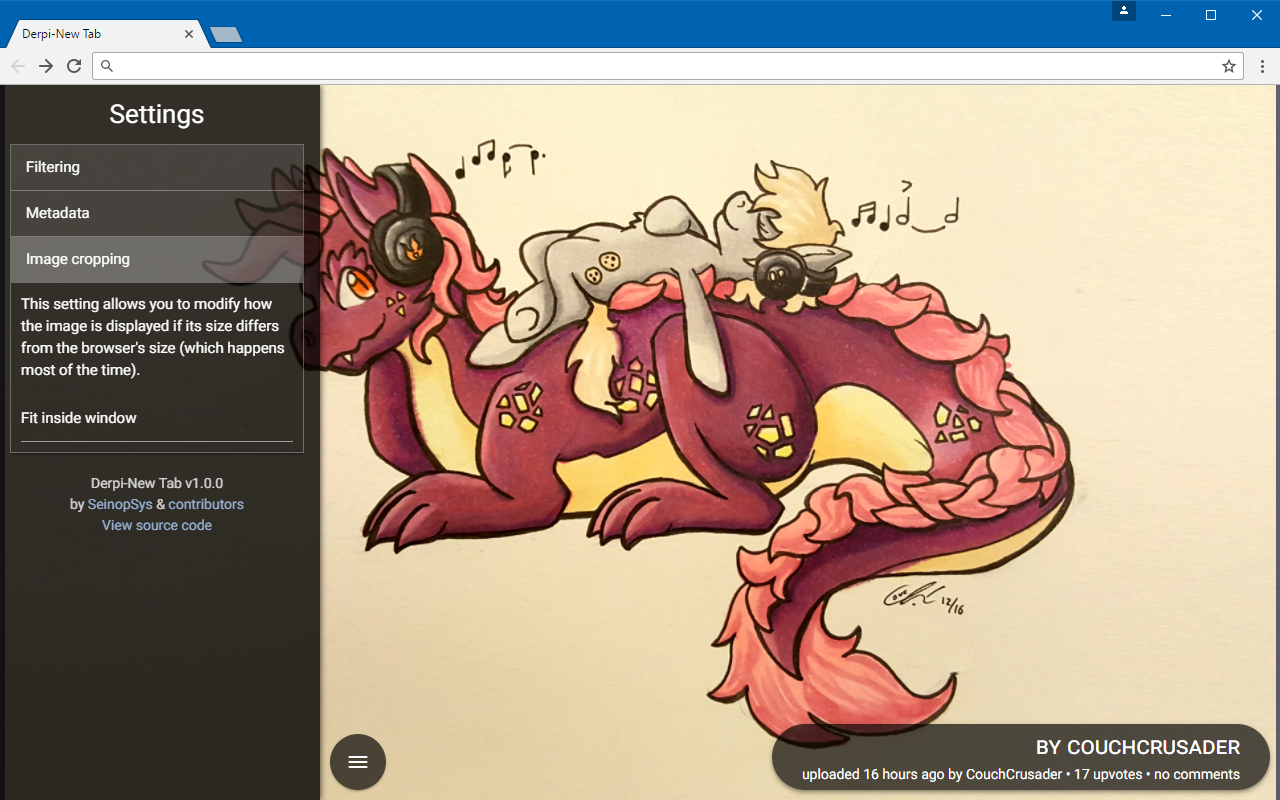 Derpi-New Tab
Settings
Filtering
Metadata
Image cropping
This setting allows you to modify how
the image is displayed if its size differs
from the browser's size (which happens
most of the time).
Fit inside window
Derpi-New Tab v1.0.0
by SeinopSys & contributors
View source code
12/16
BY COUCHCRUSADER
uploaded 16 hours ago by CouchCrusader • 17 upvotes • no comments